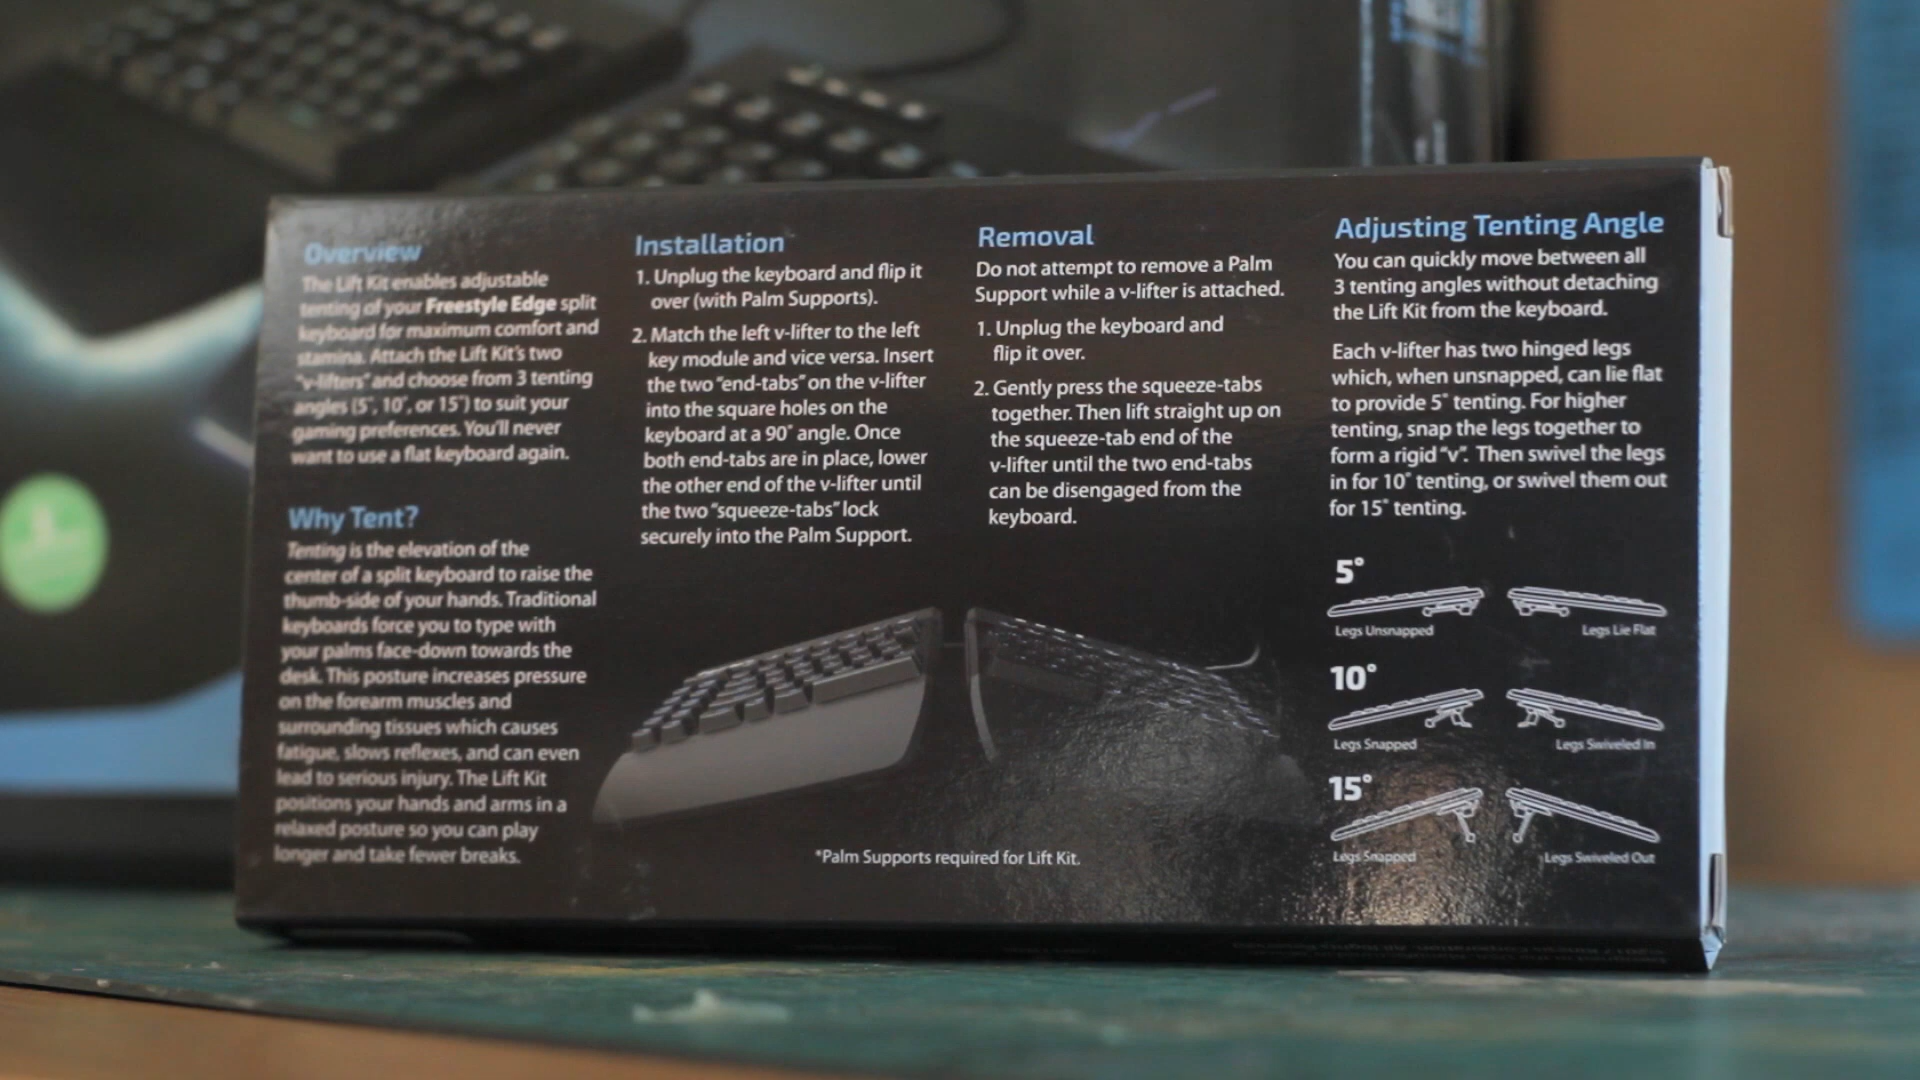 Overview
The Lift Kit enables adjustable
tenting of your Freestyle Edge split
keyboard for maximum comfort and
stamina. Attach the Lift Kit's two
"v-lifters" and choose from 3 tenting
angles (5°, 10°, or 15°) to suit your
gaming preferences. You'll never
want to use a flat keyboard again.
Why Tent?
Tenting is the elevation of the
center of a split keyboard to raise the
thumb-side of your hands. Traditional
keyboards force you to type with
your palms face-down towards the
desk. This posture increases pressure
on the forearm muscles and
surrounding tissues which causes
fatigue, slows reflexes, and can even
lead to serious injury. The Lift Kit
positions your hands and arms in a
relaxed posture so you can play
longer and take fewer breaks.
Installation
1. Unplug the keyboard and flip it
over (with Palm Supports).
2. Match the left v-lifter to the left
key module and vice versa. Insert
the two "end-tabs" on the v-lifter
into the square holes on the
keyboard at a 90° angle. Once
both end-tabs are in place, lower
the other end of the v-lifter until
the two "squeeze-tabs" lock
securely into the Palm Support.
Removal
Do not attempt to remove a Palm
Support while a v-lifter is attached.
1. Unplug the keyboard and
flip it over.
2. Gently press the squeeze-tabs
together. Then lift straight up on
the squeeze-tab end of the
v-lifter until the two end-tabs
can be disengaged from the
keyboard.
*Palm Supports required for Lift Kit.
Adjusting Tenting Angle
You can quickly move between all
3 tenting angles without detaching
the Lift Kit from the keyboard.
Each v-lifter has two hinged legs
which, when unsnapped, can lie flat
to provide 5° tenting. For higher
tenting, snap the legs together to
form a rigid "v". Then swivel the legs
in for 10° tenting, or swivel them out
for 15° tenting.
5°
Legs Unsnapped Legs Lie Flat
10°
Legs Snapped Legs Swiveled In
15°
Legs Snapped Legs Swiveled Out